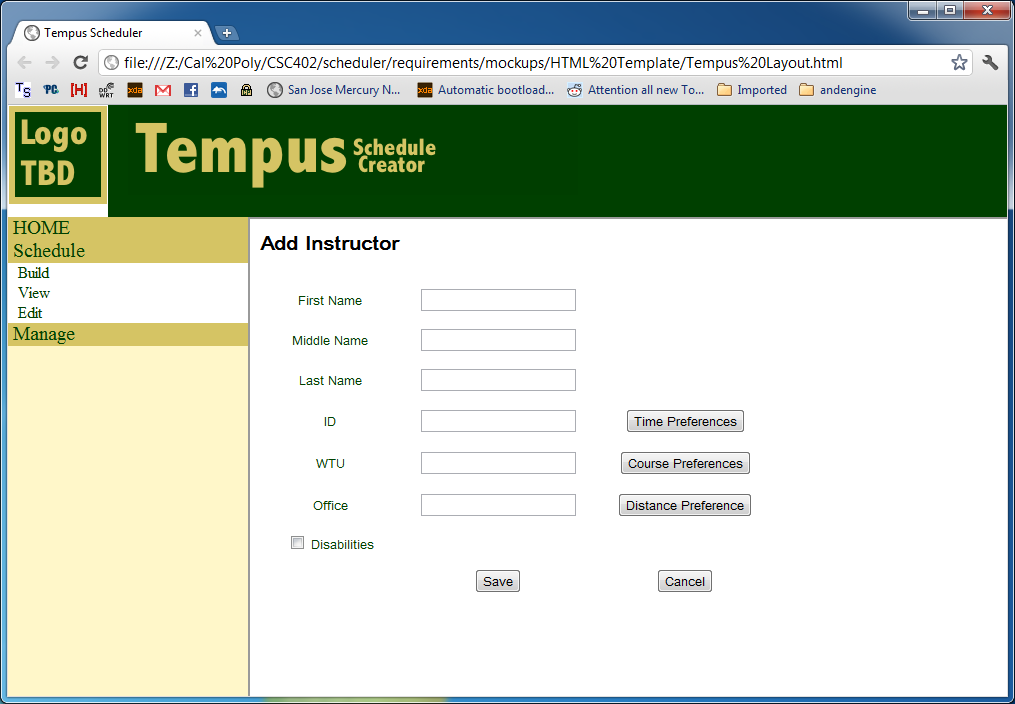 Tempus Scheduler
file:///Z:/Cal%20Poly/CSC402/scheduler/requirements/mockups/HTML%20Template/Tempus%20Layout.html
TS PC [H] DD WRT xda San Jose Mercury N... xda Automatic bootload... Attention all new To... Imported andengine
Logo
TBD
Tempus Schedule
Creator
HOME
Schedule
Build
View
Edit
Manage
Add Instructor
First Name
Middle Name
Last Name
ID Time Preferences
WTU Course Preferences
Office Distance Preference
Disabilities
Save Cancel